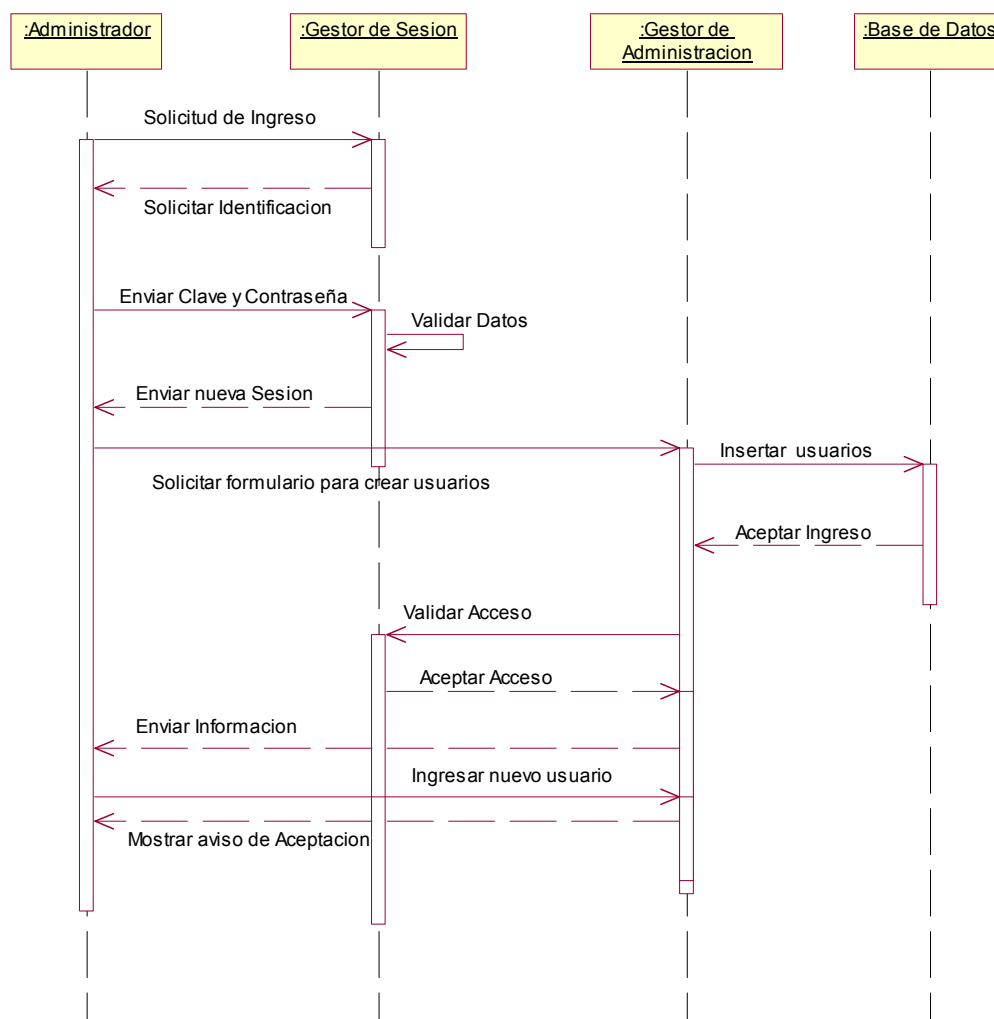 :Administrador
:Gestor de Sesion
:Gestor de
Administracion
:Base de Datos
Solicitud de Ingreso
Solicitar Identificacion
Enviar Clave y Contraseña
Validar Datos
Enviar nueva Sesion
Insertar usuarios
Solicitar formulario para crear usuarios
Aceptar Ingreso
Validar Acceso
Aceptar Acceso
Enviar Informacion
Ingresar nuevo usuario
Mostrar aviso de Aceptacion